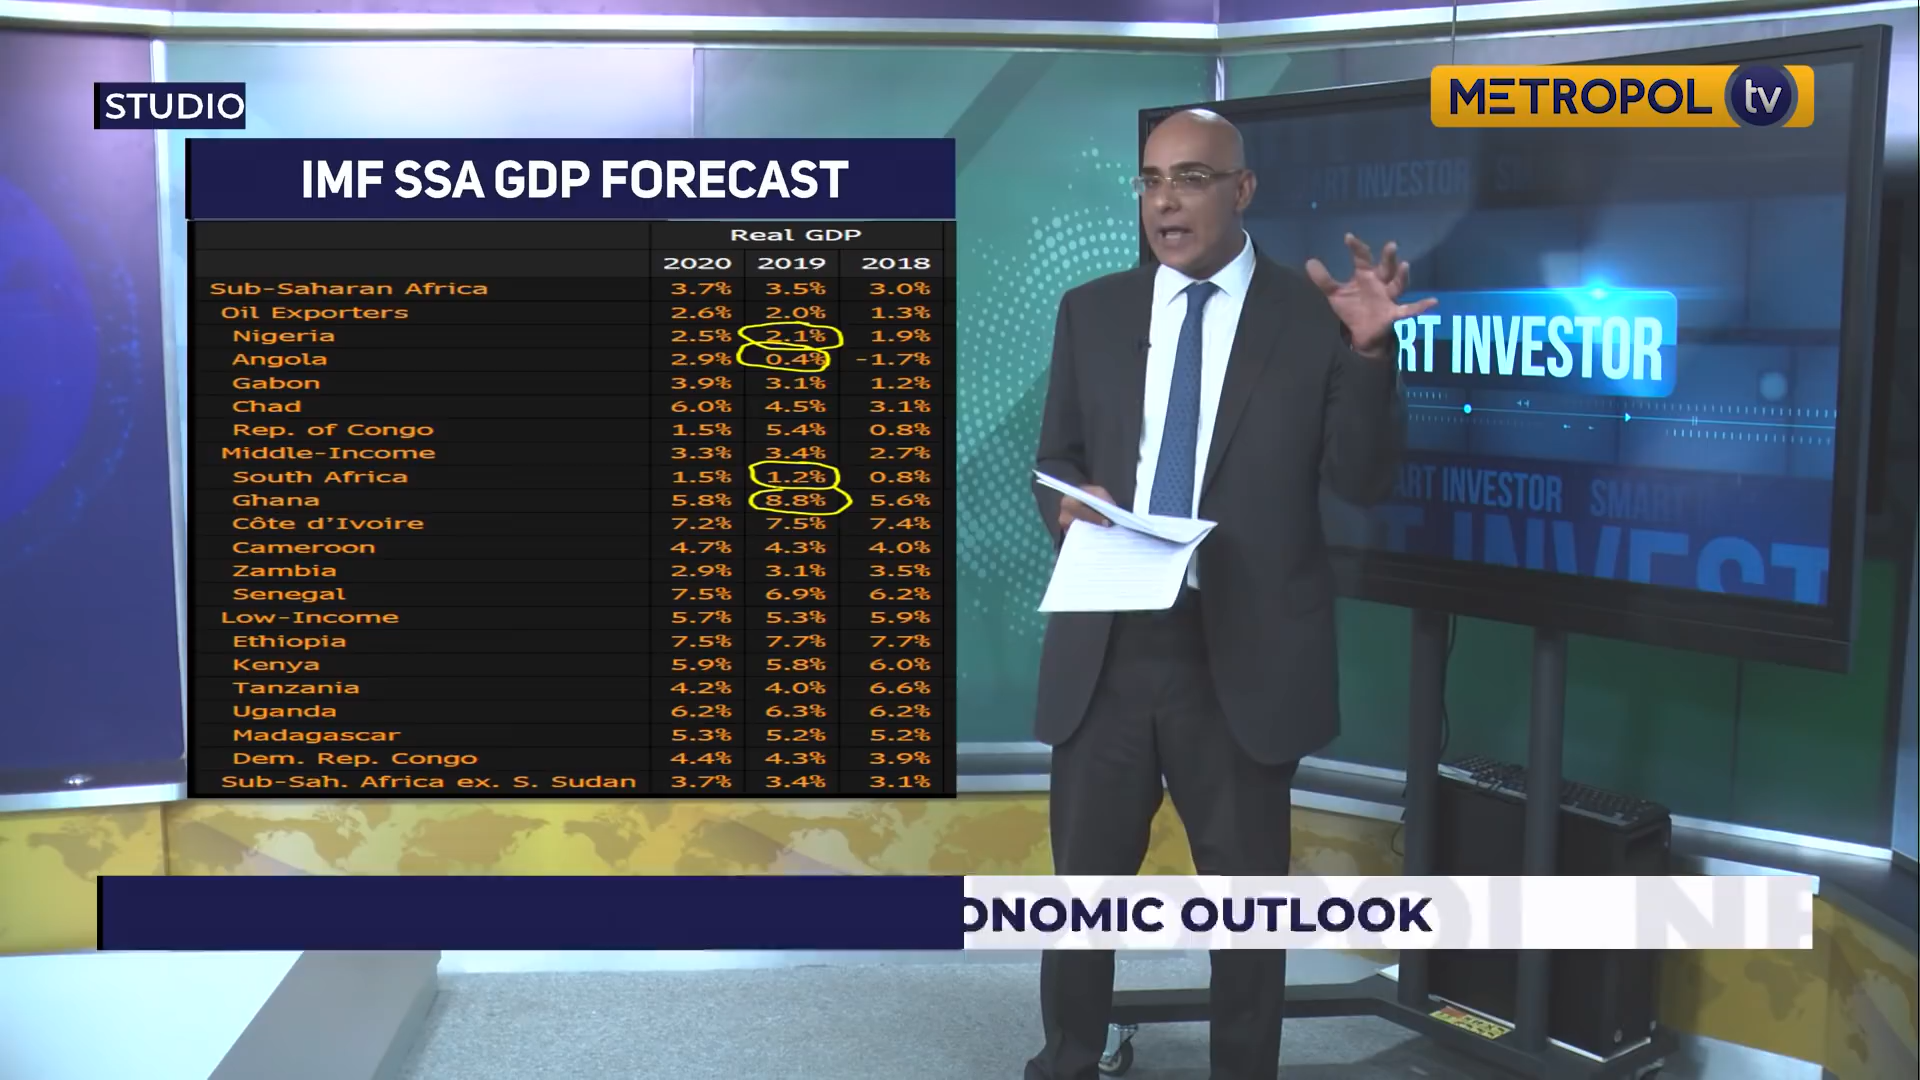 STUDIO
METROPOL tv
IMF SSA GDP FORECAST
Real GDP
2020 2019 2018
Sub-Saharan Africa 3.7% 3.5% 3.0%
Oil Exporters 2.6% 2.0% 1.3%
Nigeria 2.5% 2.1% 1.9%
Angola 2.9% 0.4% -1.7%
Gabon 3.9% 3.1% 1.2%
Chad 6.0% 4.5% 3.1%
Rep. of Congo 1.5% 5.4% 0.8%
Middle-Income 3.3% 3.4% 2.7%
South Africa 1.5% 1.2% 0.8%
Ghana 5.8% 8.8% 5.6%
Côte d'Ivoire 7.2% 7.5% 7.4%
Cameroon 4.7% 4.3% 4.0%
Zambia 2.9% 3.1% 3.5%
Senegal 7.5% 6.9% 6.2%
Low-Income 5.7% 5.3% 5.9%
Ethiopia 7.5% 7.7% 7.7%
Kenya 5.9% 5.8% 6.0%
Tanzania 4.2% 4.0% 6.6%
Uganda 6.2% 6.3% 6.2%
Madagascar 5.3% 5.2% 5.2%
Dem. Rep. Congo 4.4% 4.3% 3.9%
Sub-Sah. Africa ex. S. Sudan 3.7% 3.4% 3.1%
ART INVESTOR
RT INVESTOR
ART INVESTOR SMART IN
T INVEST
ONOMIC OUTLOOK